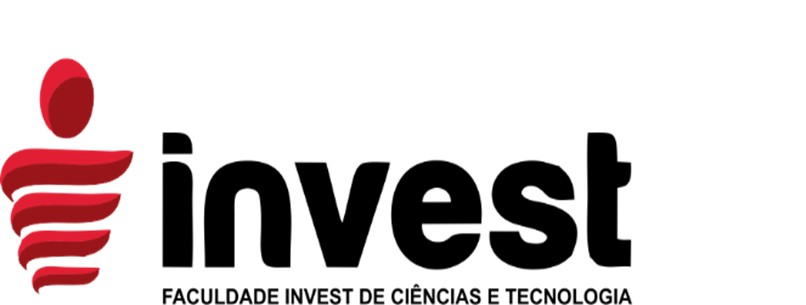 invest
FACULDADE INVEST DE CIÊNCIAS E TECNOLOGIA